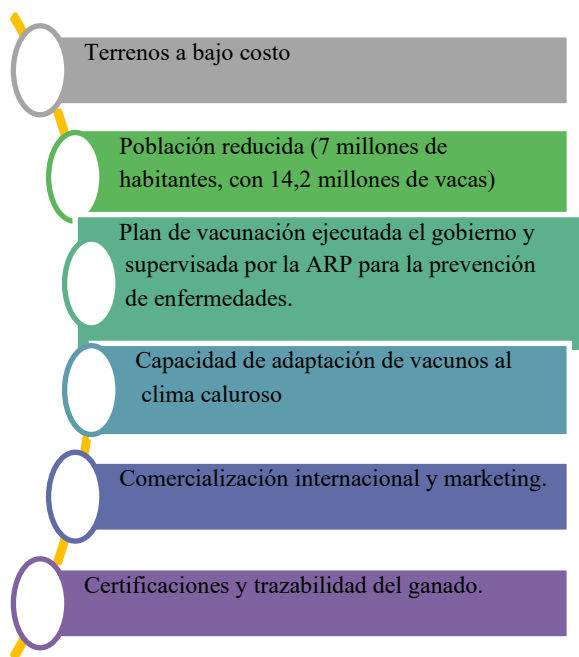 Terrenos a bajo costo
Población reducida (7 millones de
habitantes, con 14,2 millones de vacas)
Plan de vacunación ejecutada el gobierno y
supervisada por la ARP para la prevención
de enfermedades.
Capacidad de adaptación de vacunos al
clima caluroso
Comercialización internacional y marketing.
Certificaciones y trazabilidad del ganado.